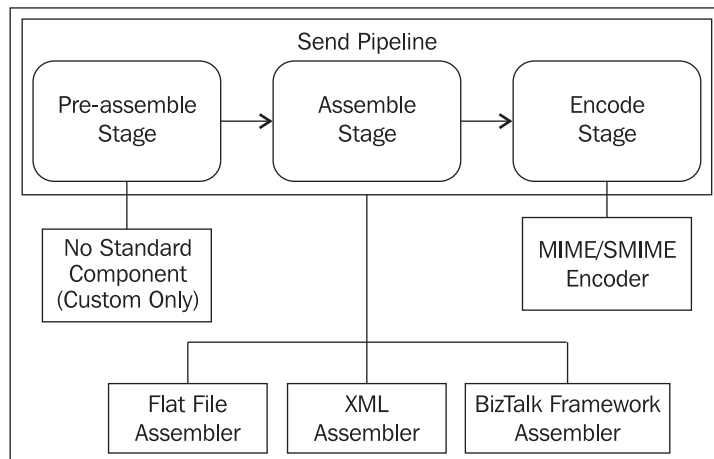 Send Pipeline
Pre-assemble
Stage
Assemble
Stage
Encode
Stage
No Standard
Component
(Custom Only)
MIME/SMIME
Encoder
Flat File
Assembler
XML
Assembler
BizTalk Framework
Assembler